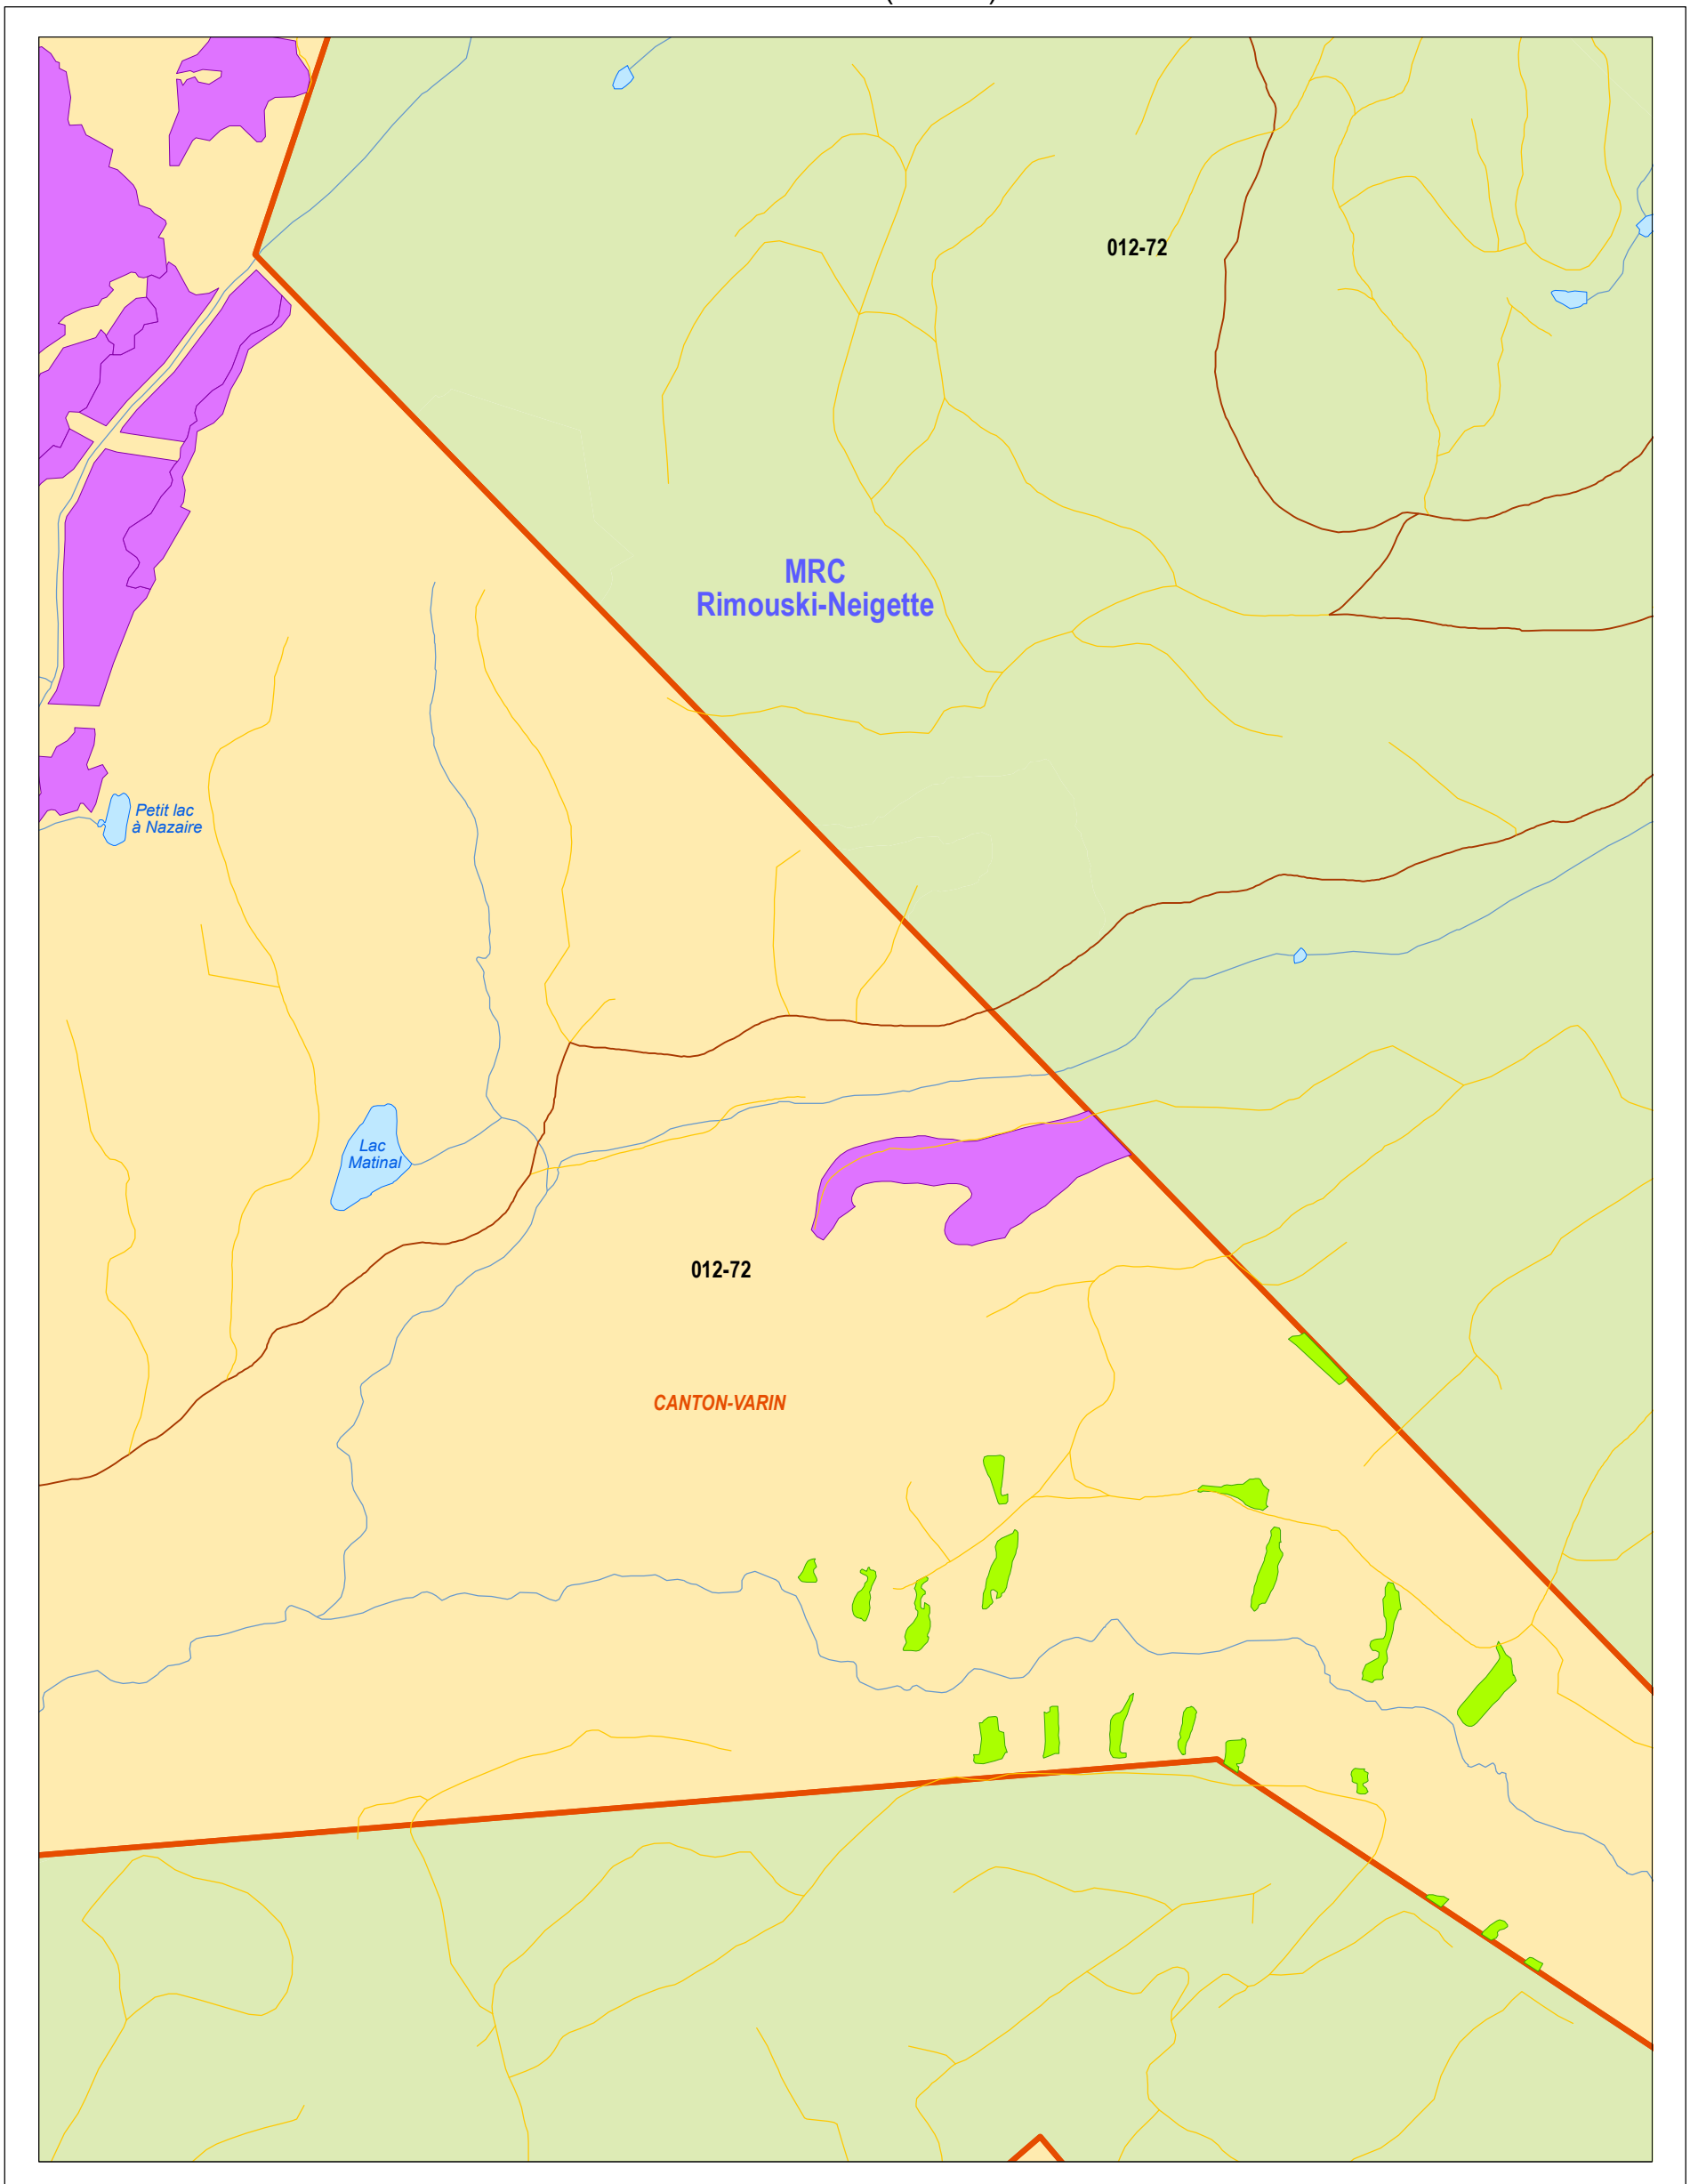 012-72
MRC
Rimouski-Neigette
Petit lac
à Nazaire
Lac
Matinal
012-72
CANTON-VARIN